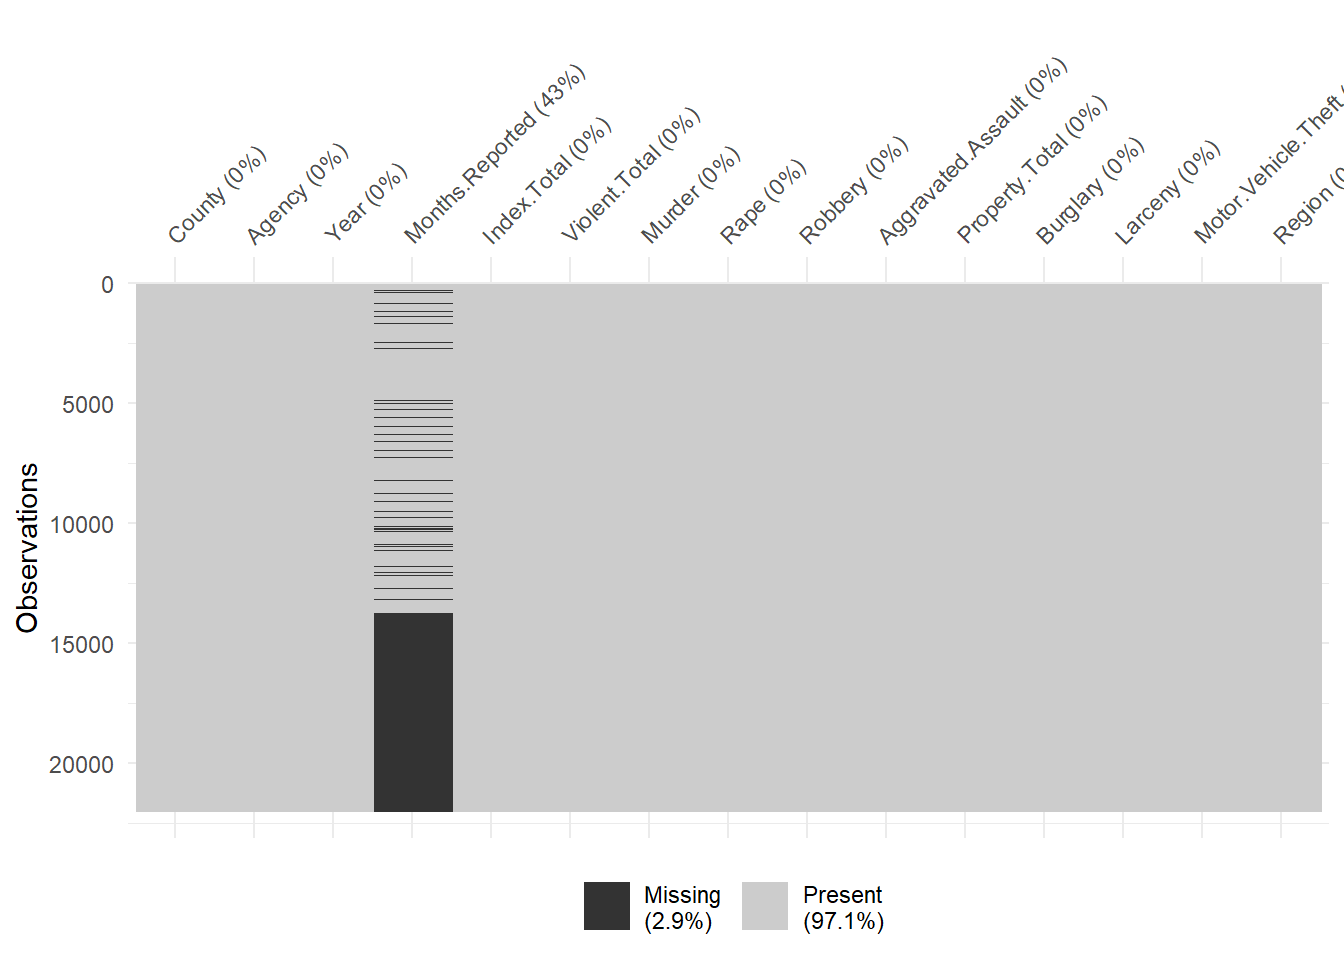 County (0%)
Agency (0%)
Year (0%)
Months.Reported (43%)
Index.Total (0%)
Violent.Total (0%)
Murder (0%)
Rape (0%)
Robbery (0%)
Aggravated.Assault (0%)
Property.Total (0%)
Burglary (0%)
Larceny (0%)
Motor.Vehicle.Theft (
Region (0
Observations
0
5000
10000
15000
20000
Missing
(2.9%)
Present
(97.1%)